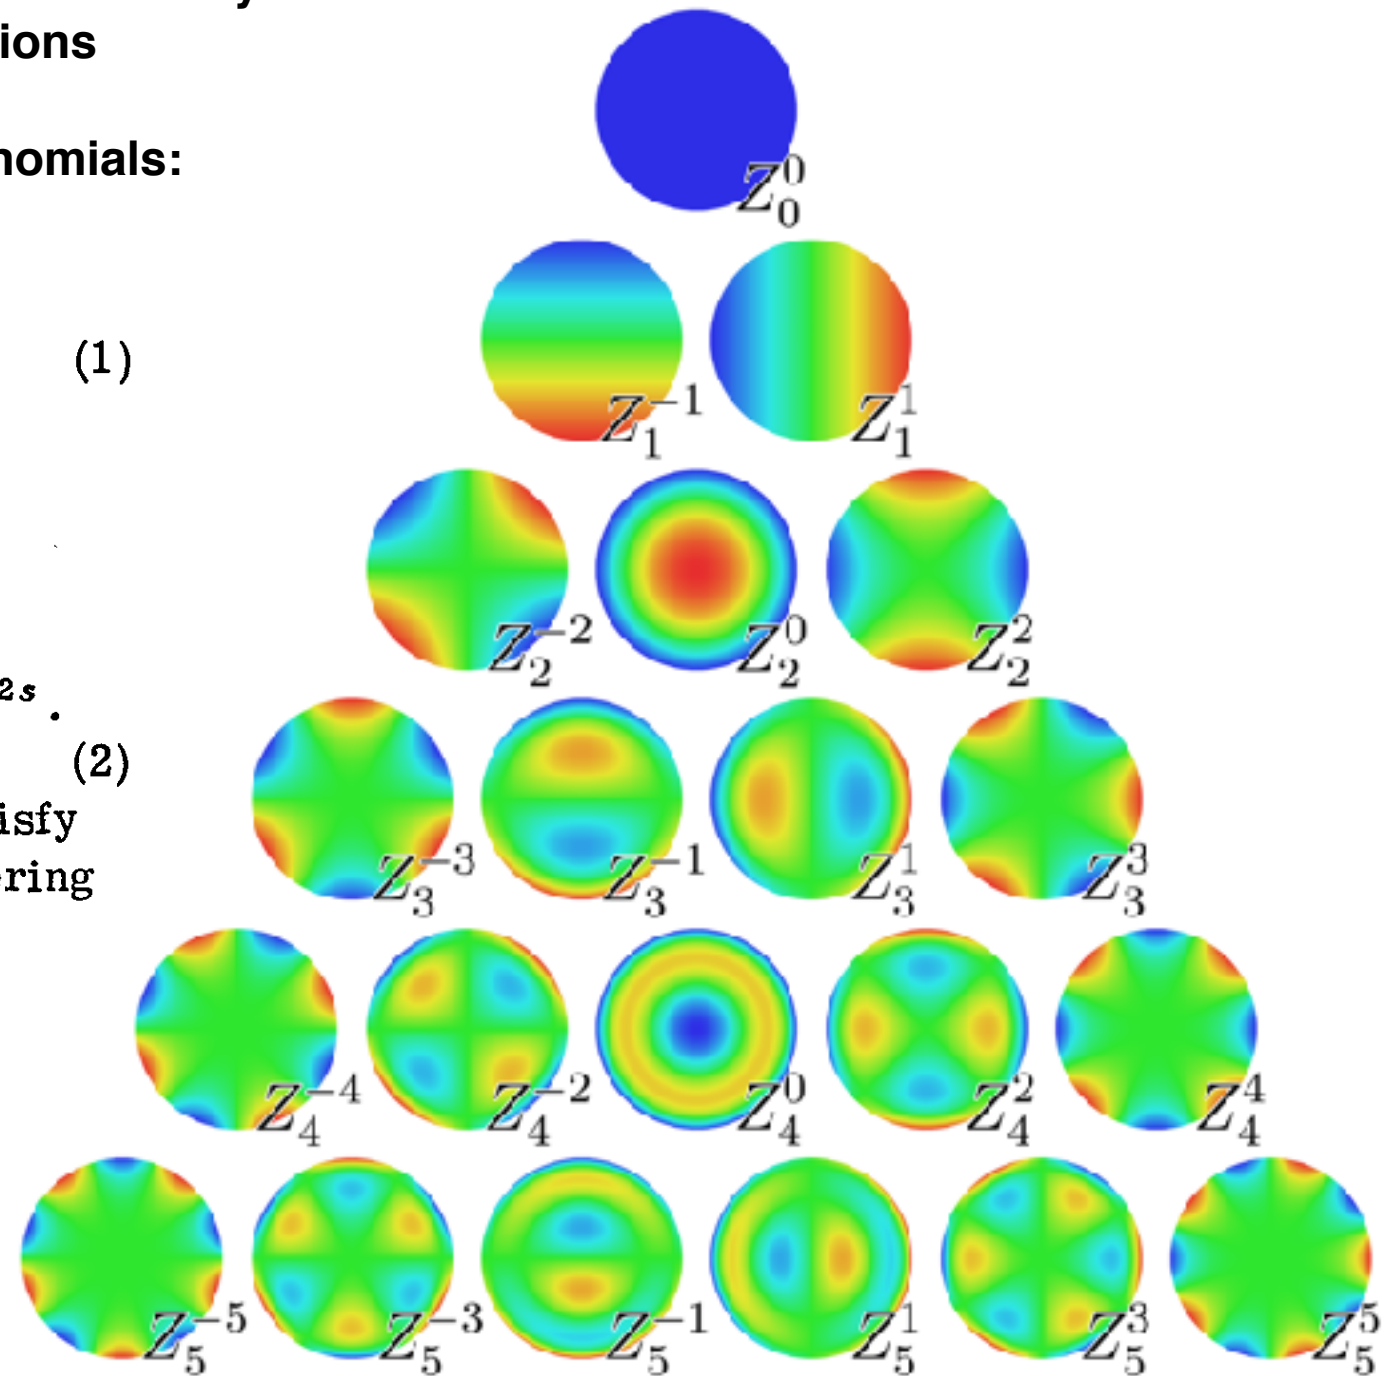 ions
nomials:
Z_0^0
(1)
Z_1^{-1} Z_1^1
Z_2^{-2} Z_2^0 Z_2^2
2s.
(2)
isfy
ering
Z_3^{-3} Z_3^{-1} Z_3^1 Z_3^3
Z_4^{-4} Z_4^{-2} Z_4^0 Z_4^2 Z_4^4
Z_5^{-5} Z_5^{-3} Z_5^{-1} Z_5^1 Z_5^3 Z_5^5